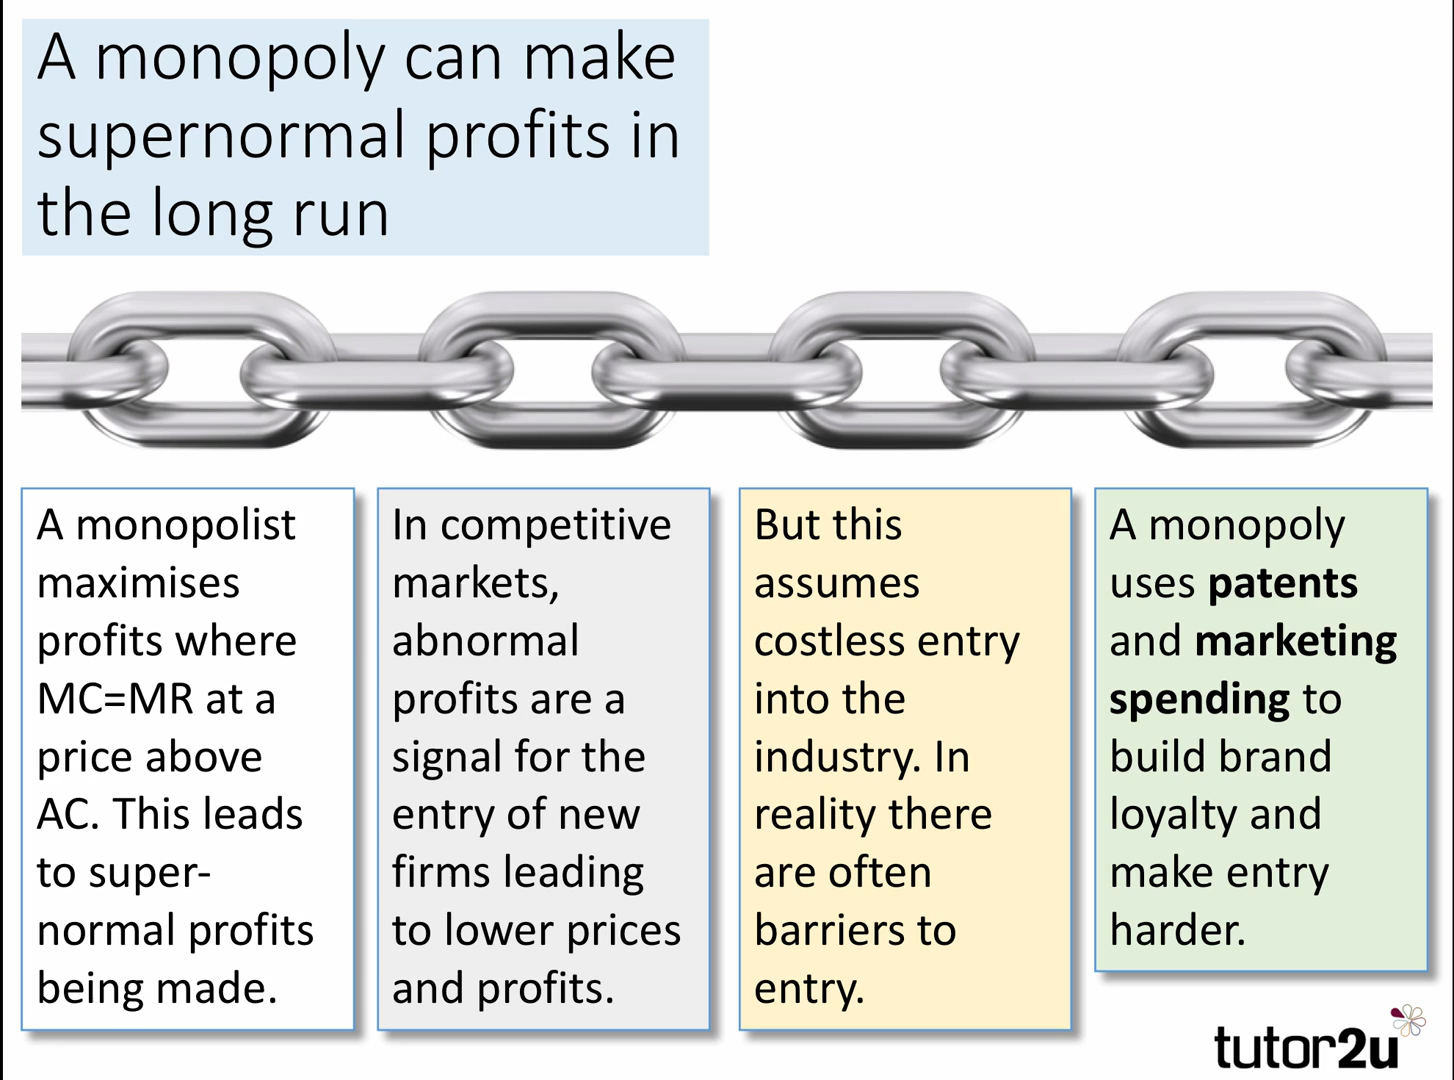 A monopoly can make
supernormal profits in
the long run
A monopolist
maximises
profits where
MC=MR at a
price above
AC. This leads
to super-
normal profits
being made.
In competitive
markets,
abnormal
profits are a
signal for the
entry of new
firms leading
to lower prices
and profits.
But this
assumes
costless entry
into the
industry. In
reality there
are often
barriers to
entry.
A monopoly
uses patents
and marketing
spending to
build brand
loyalty and
make entry
harder.
tutor2u